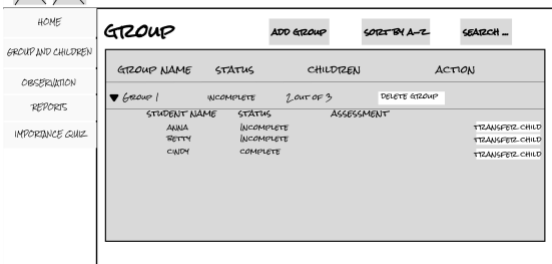 HOME
GROUP AND CHILDREN
OBSERVATION
REPORTS
IMPORTANCE QUIZ
GROUP
ADD GROUP
SORT BY A-Z
SEARCH ...
GROUP NAME STATUS CHILDREN ACTION
GROUP 1 INCOMPLETE 2 OUT OF 3 DELETE GROUP
STUDENT NAME STATUS ASSESSMENT
ANNA INCOMPLETE TRANSFER CHILD
BETTY INCOMPLETE TRANSFER CHILD
CINDY COMPLETE TRANSFER CHILD